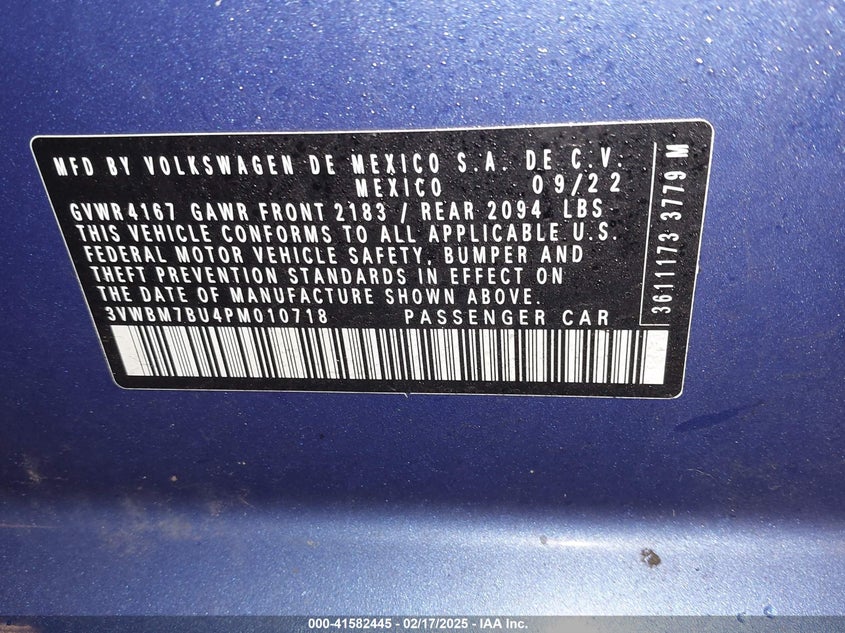 MFD BY VOLKSWAGEN DE MEXICO S.A. DE C.V.
MEXICO 09/22
GVWR4167 GAWR FRONT 2183 / REAR 2094 LBS
THIS VEHICLE CONFORMS TO ALL APPLICABLE U.S.
FEDERAL MOTOR VEHICLE SAFETY, BUMPER AND
THEFT PREVENTION STANDARDS IN EFFECT ON
THE DATE OF MANUFACTURE SHOWN ABOVE.
3VWBM7BU4PM010718 PASSENGER CAR
3611173 3779 M
000-41582445 - 02/17/2025 - IAA Inc.